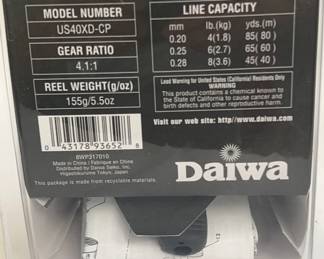 MODEL NUMBER
US40XD-CP
GEAR RATIO
4.1:1
REEL WEIGHT(g/oz)
155g/5.5oz
LINE CAPACITY
mm lb.(kg) yds.(m)
0.20 4(1.8) 85(80)
0.25 6(2.7) 65(60)
0.28 8(3.6) 45(40)
Lead Warning for United States (California) Residents Only
WARNING
This product contains a chemical known to
the State of California to cause cancer and
birth defects and other reproductive harm.
Visit our web site: http://www.daiwa.com
0 43178 93652 8
6WP317010
Made in China / Fabriqué en Chine
Distributed by Daiwa Seiko, Inc.
Higashikurume Tokyo, Japan
This package is made from recyclable materials.
Daiwa